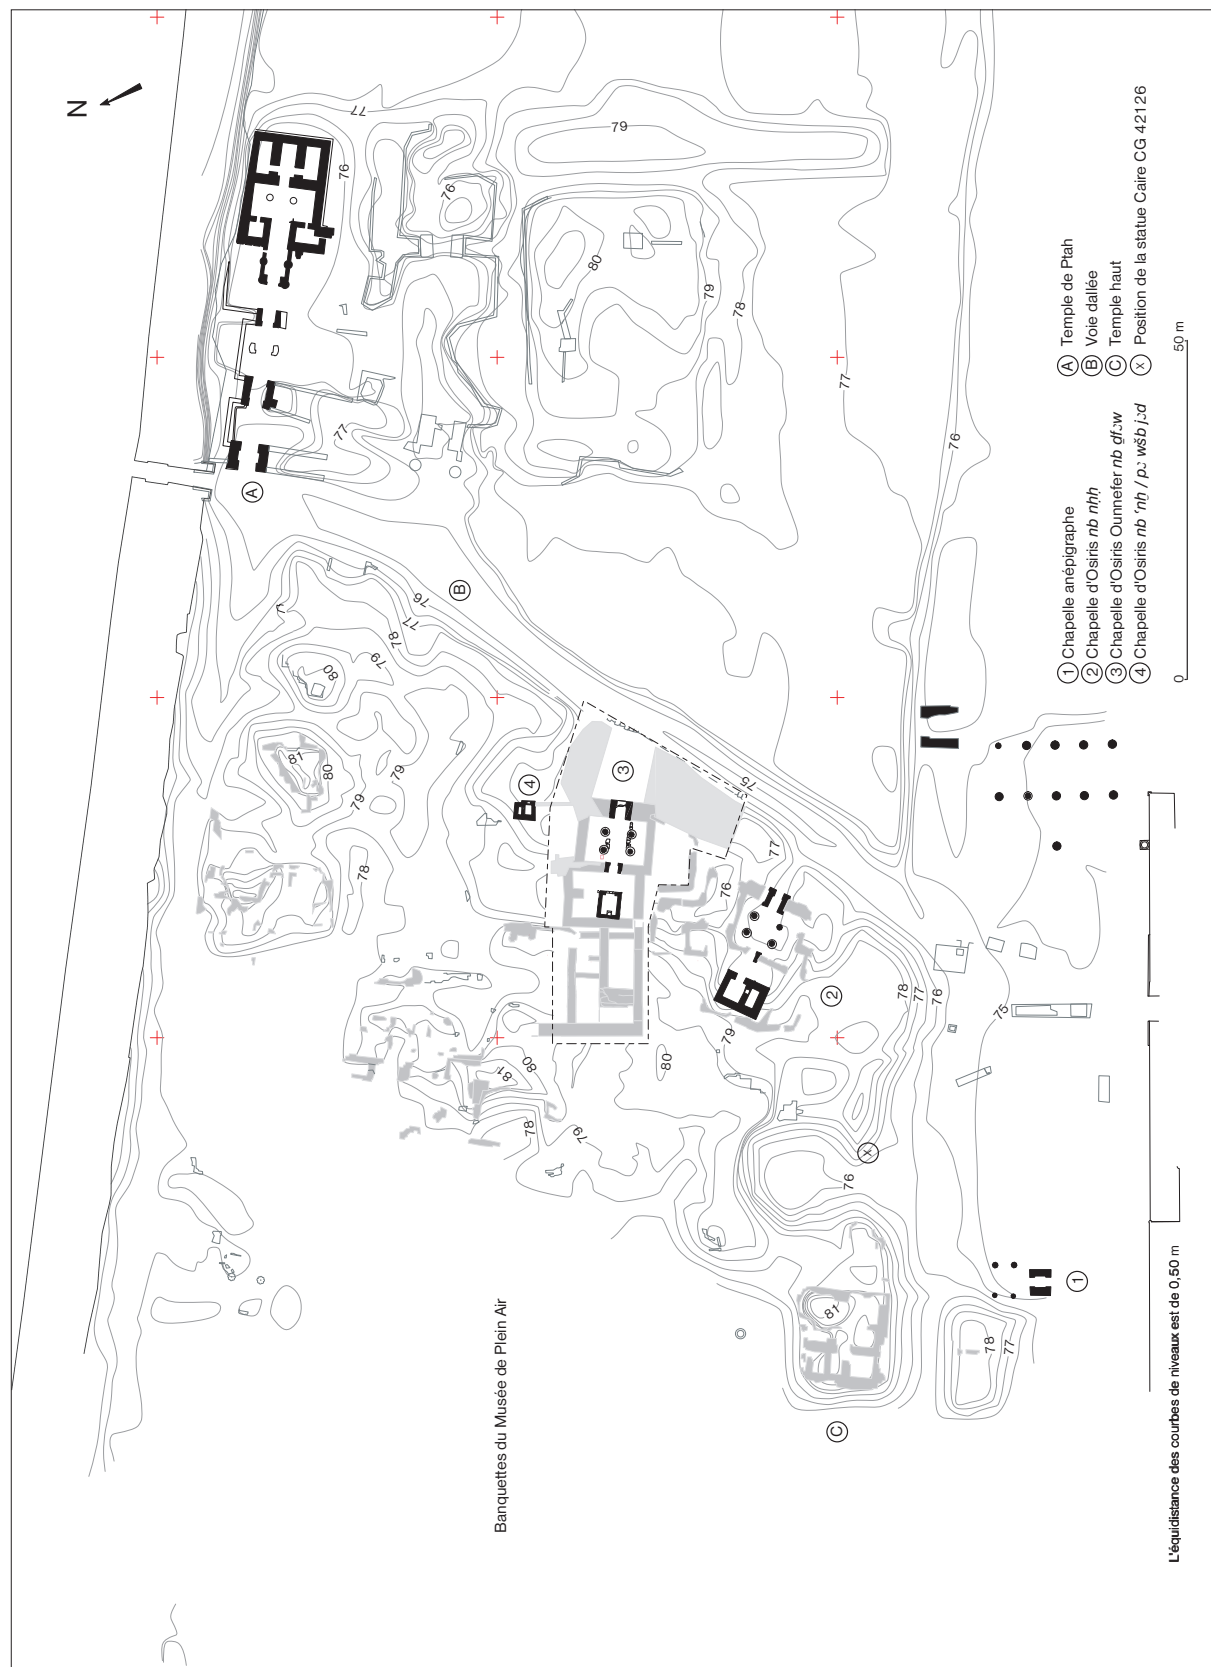 N
77
76
76
79
80
79
78
77
77
76
A
B
76
77
78
79
80
81
80
79
79
78
4
3
75
77
76
2
78
77
76
75
79
80
80
81
78
79
X
76
81
C
1
78
77
Banquettes du Musée de Plein Air
1 Chapelle anépigraphe
2 Chapelle d'Osiris nb nḥḥ
3 Chapelle d'Osiris Ounnefer nb ḏfꜣw
4 Chapelle d'Osiris nb ʿnḫ / pꜣ wšb jꜣd
A Temple de Ptah
B Voie dallée
C Temple haut
X Position de la statue Caire CG 42126
0 50 m
L'équidistance des courbes de niveaux est de 0,50 m